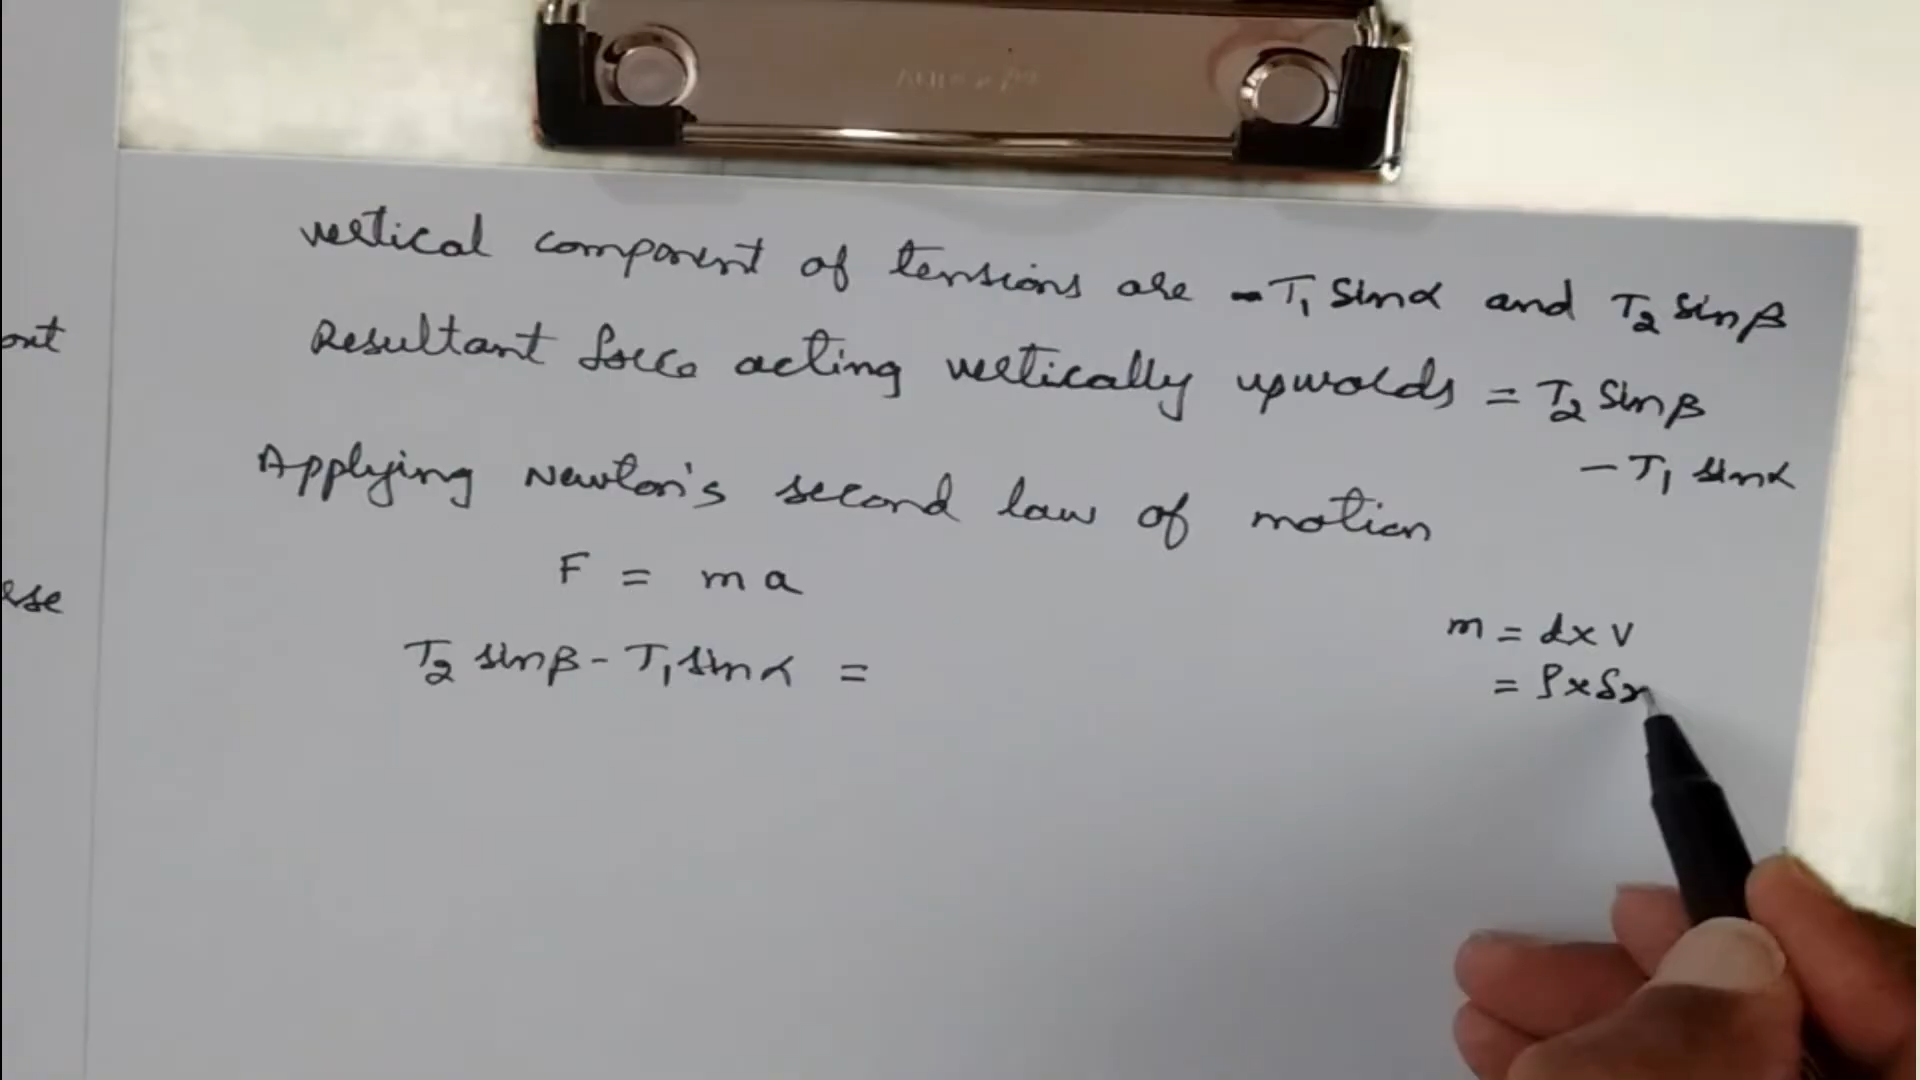 vertical component of tensions are -T₁ sinα and T₂ sinβ
Resultant force acting vertically upwards = T₂ sinβ
- T₁ sinα
Applying Newton's second law of motion
F = ma
T₂ sinβ - T₁ sinα =
m = d x V
= ρ x δx
ont